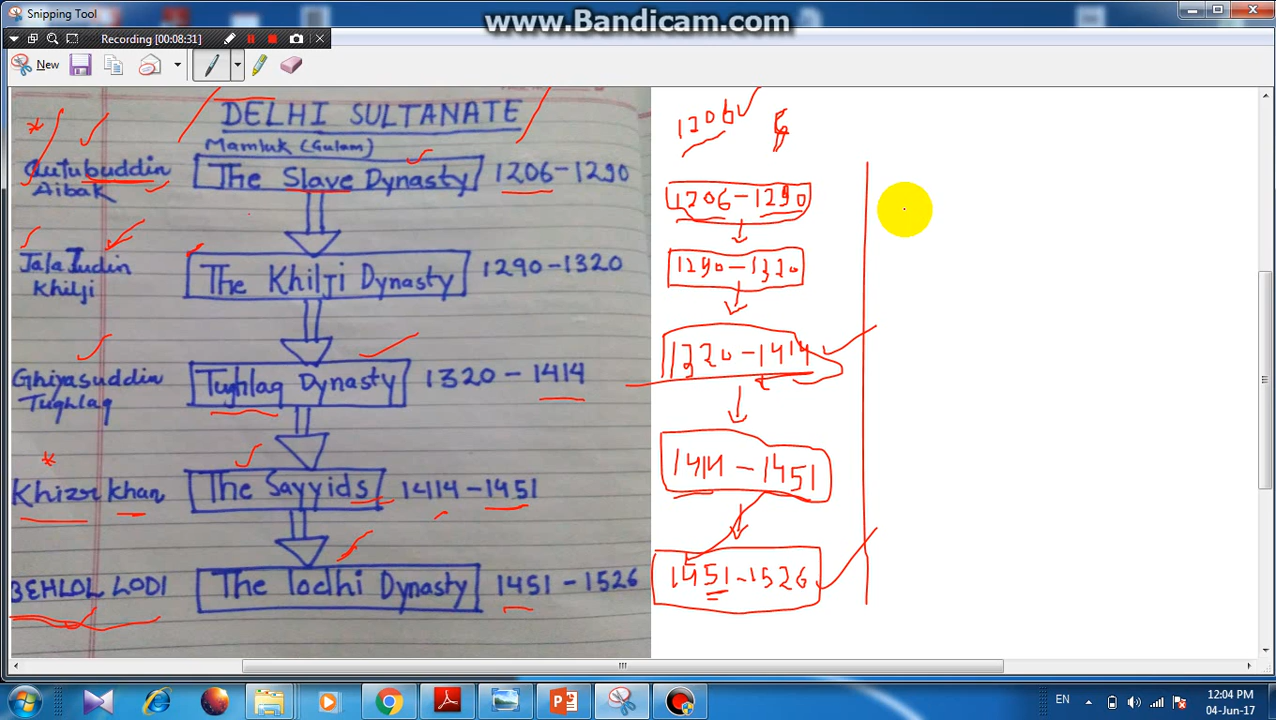 Snipping Tool
www.Bandicam.com
Recording [00:08:31]
New
DELHI SULTANATE
Mamluk (Gulam)
Qutubuddin
Aibak
The Slave Dynasty
1206-1290
Jalaludin
Khilji
The Khilji Dynasty
1290-1320
Ghiyasuddin
Tughlaq
Tughlaq Dynasty
1320-1414
Khizr Khan
The Sayyids
1414-1451
BEHLOL LODI
The lodhi Dynasty
1451-1526
1206
1206-1290
1290-1320
1320-1414
1414-1451
1451-1526
EN
12:04 PM
04-Jun-17